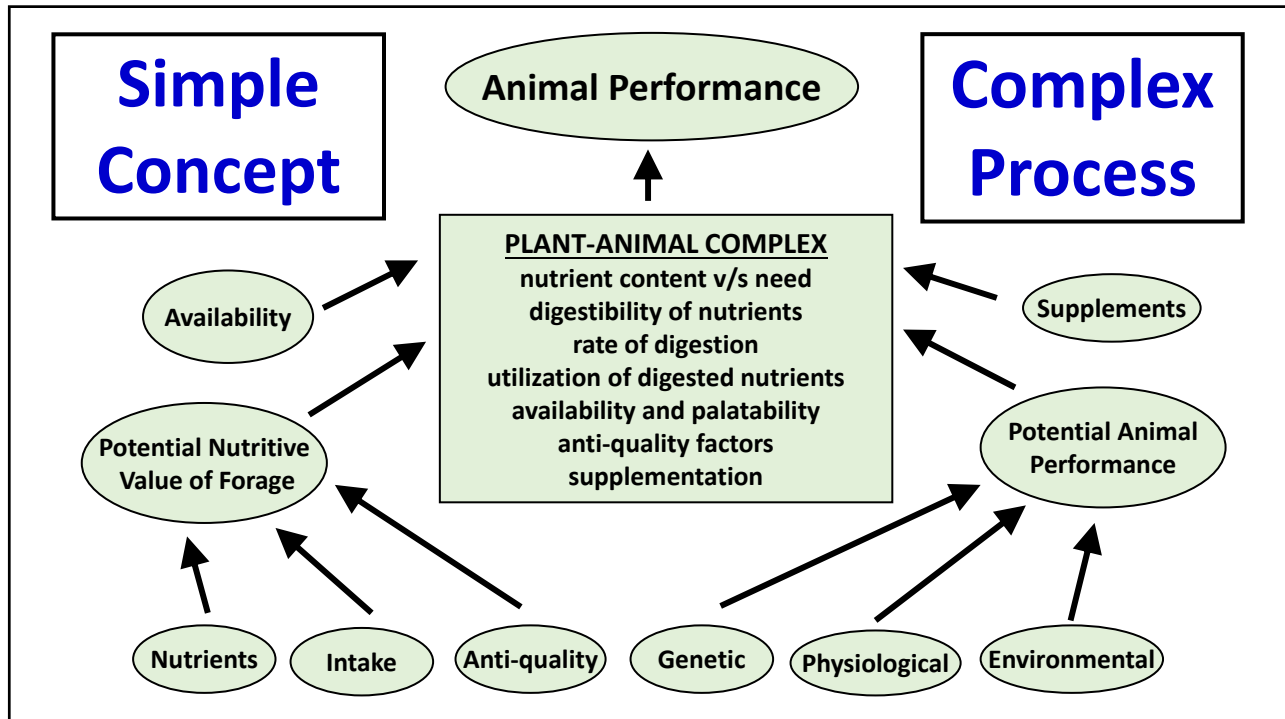 Simple
Concept
Animal Performance
Complex
Process
PLANT-ANIMAL COMPLEX
nutrient content v/s need
digestibility of nutrients
rate of digestion
utilization of digested nutrients
availability and palatability
anti-quality factors
supplementation
Availability
Supplements
Potential Nutritive
Value of Forage
Potential Animal
Performance
Nutrients
Intake
Anti-quality
Genetic
Physiological
Environmental